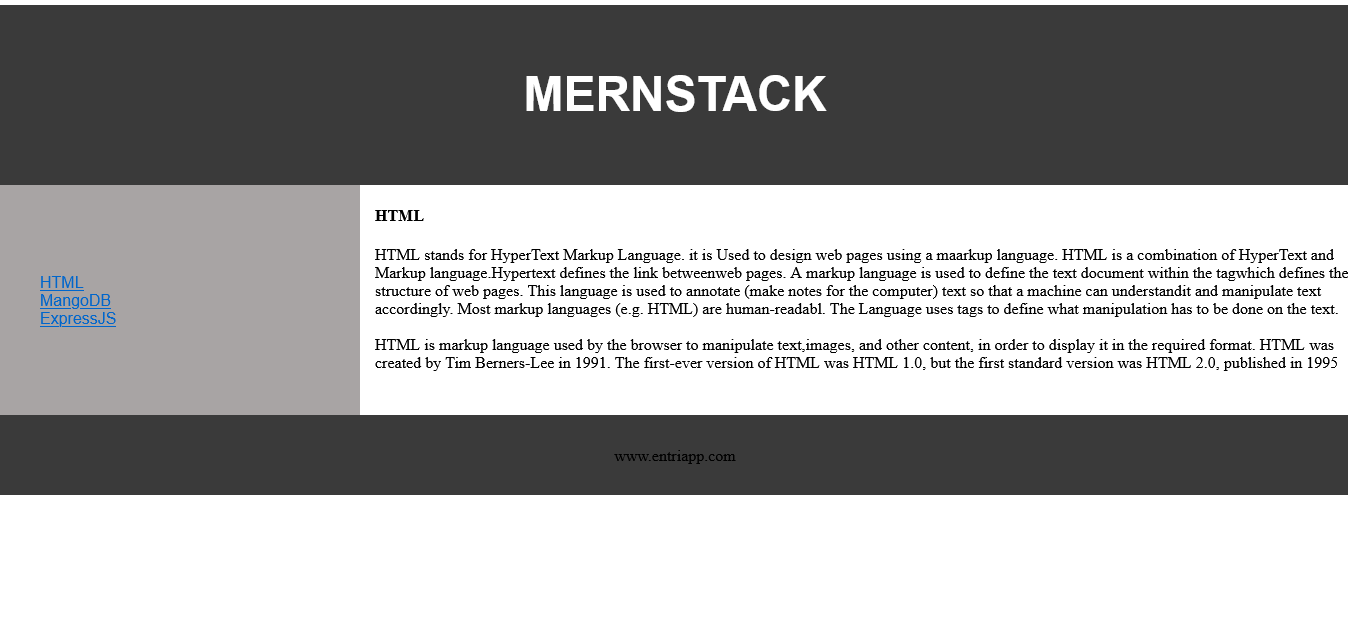 MERNSTACK
HTML
MangoDB
ExpressJS
HTML
HTML stands for HyperText Markup Language. it is Used to design web pages using a maarkup language. HTML is a combination of HyperText and
Markup language.Hypertext defines the link betweenweb pages. A markup language is used to define the text document within the tagwhich defines the
structure of web pages. This language is used to annotate (make notes for the computer) text so that a machine can understandit and manipulate text
accordingly. Most markup languages (e.g. HTML) are human-readabl. The Language uses tags to define what manipulation has to be done on the text.
HTML is markup language used by the browser to manipulate text,images, and other content, in order to display it in the required format. HTML was
created by Tim Berners-Lee in 1991. The first-ever version of HTML was HTML 1.0, but the first standard version was HTML 2.0, published in 1995
www.entriapp.com